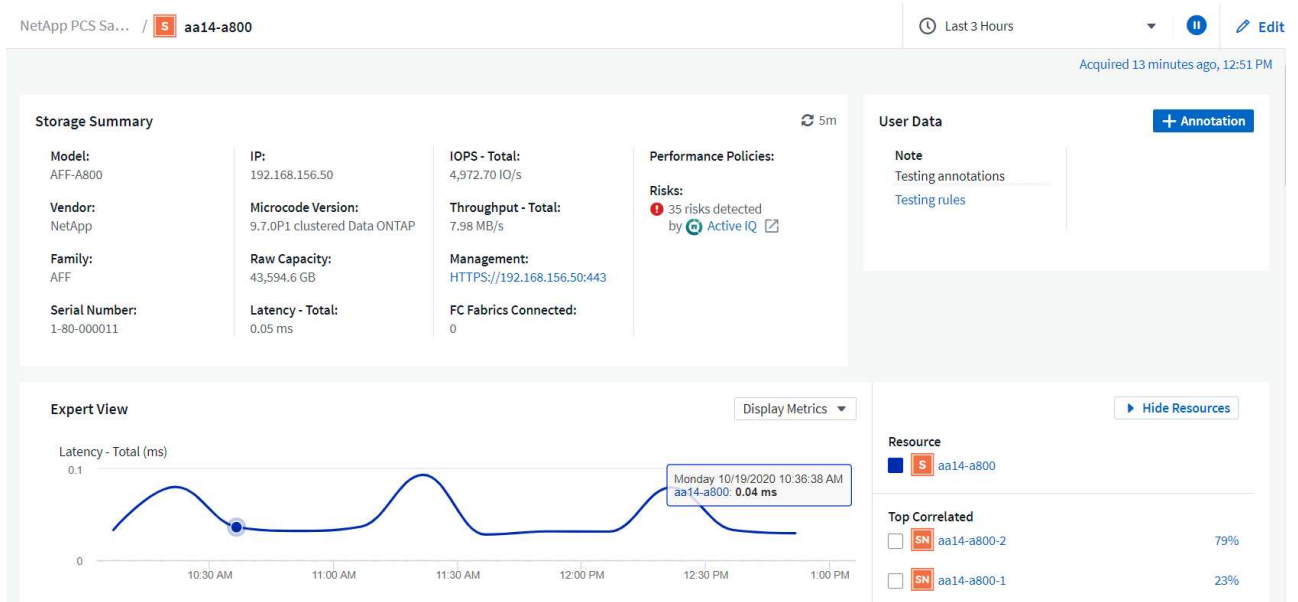 NetApp PCS Sa... / S aa14-a800
Last 3 Hours
Edit
Acquired 13 minutes ago, 12:51 PM
Storage Summary
5m
Model:
AFF-A800
Vendor:
NetApp
Family:
AFF
Serial Number:
1-80-000011
IP:
192.168.156.50
Microcode Version:
9.7.0P1 clustered Data ONTAP
Raw Capacity:
43,594.6 GB
Latency - Total:
0.05 ms
IOPS - Total:
4,972.70 IO/s
Throughput - Total:
7.98 MB/s
Management:
HTTPS://192.168.156.50:443
FC Fabrics Connected:
0
Performance Policies:
Risks:
35 risks detected
by Active IQ
User Data
+ Annotation
Note
Testing annotations
Testing rules
Expert View
Display Metrics
Latency - Total (ms)
0.1
0
Monday 10/19/2020 10:36:38 AM
aa14-a800: 0.04 ms
10:30 AM 11:00 AM 11:30 AM 12:00 PM 12:30 PM 1:00 PM
Hide Resources
Resource
S aa14-a800
Top Correlated
SN aa14-a800-2 79%
SN aa14-a800-1 23%